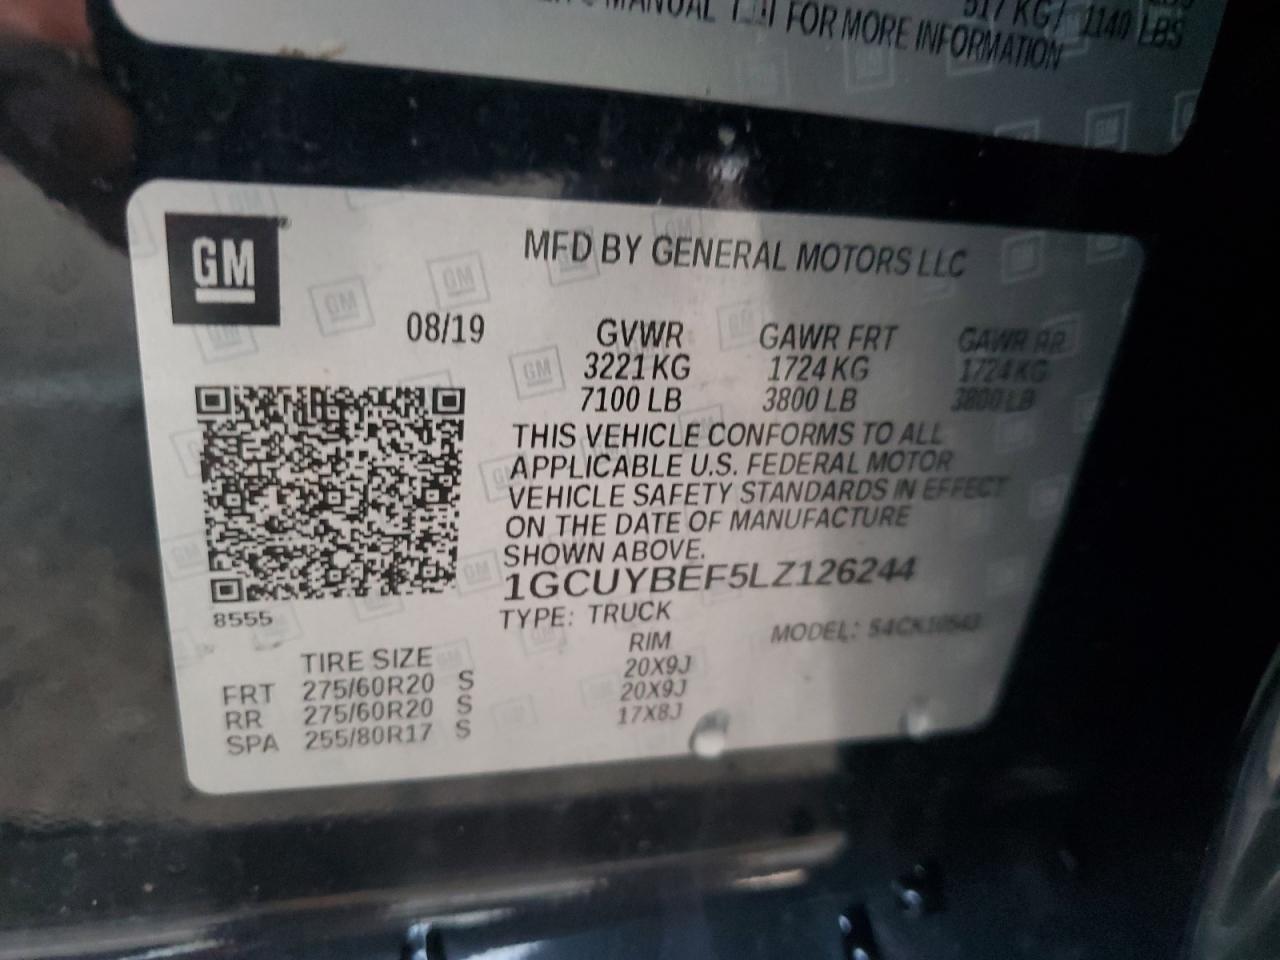 517 KG / 1140 LBS
MANUAL FOR MORE INFORMATION
GM
MFD BY GENERAL MOTORS LLC
08/19
GVWR GAWR FRT GAWR RR
3221 KG 1724 KG 1724 KG
7100 LB 3800 LB 3800 LB
THIS VEHICLE CONFORMS TO ALL
APPLICABLE U.S. FEDERAL MOTOR
VEHICLE SAFETY STANDARDS IN EFFECT
ON THE DATE OF MANUFACTURE
SHOWN ABOVE.
1GCUYBEF5LZ126244
8555
TYPE: TRUCK MODEL:
TIRE SIZE RIM
FRT 275/60R20 S 20X9J
RR 275/60R20 S 20X9J
SPA 255/80R17 S 17X8J